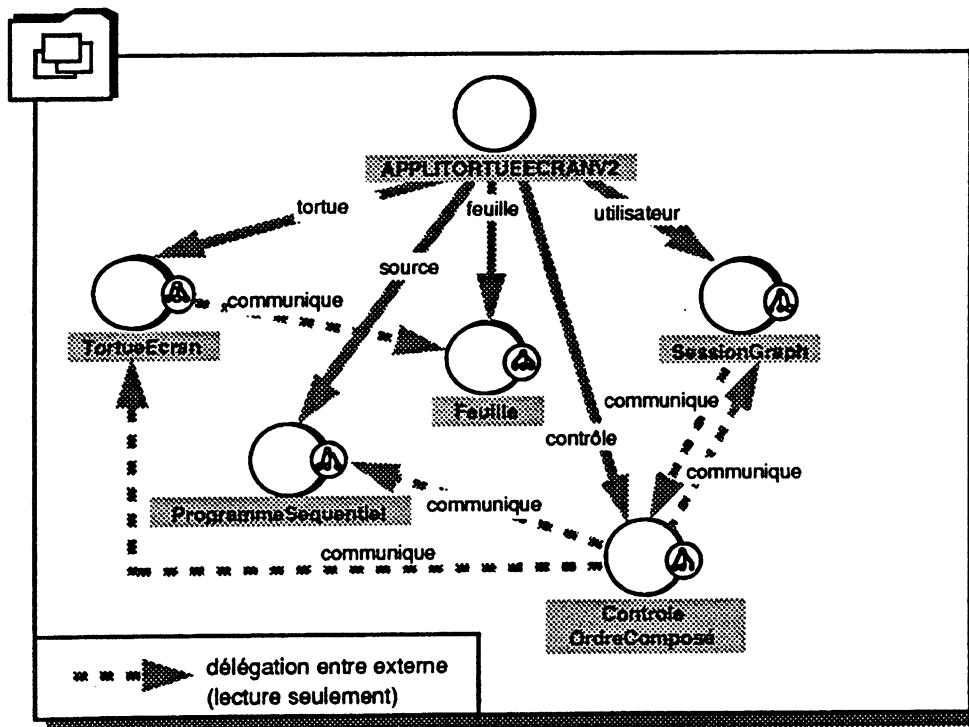 APPLITORTUEECRANV2
tortue
feuille
utilisateur
source
communique
TortueEcran
SessionGraph
Feuille
communique
contrôle
communique
ProgrammeSequentiel
communique
communique
Controle
OrdreComposé
délégation entre externe
(lecture seulement)